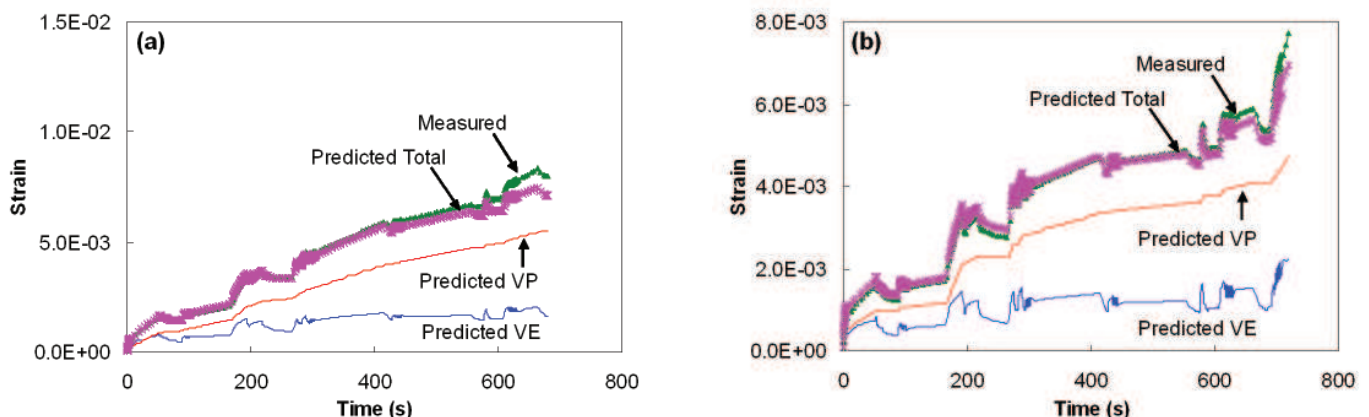 (a)
1.5E-02
1.0E-02
5.0E-03
0.0E+00
Strain
Measured
Predicted Total
Predicted VP
Predicted VE
0
200
400
600
800
Time (s)
(b)
8.0E-03
6.0E-03
4.0E-03
2.0E-03
0.0E+00
Strain
Measured
Predicted Total
Predicted VP
Predicted VE
0
200
400
600
800
Time (s)